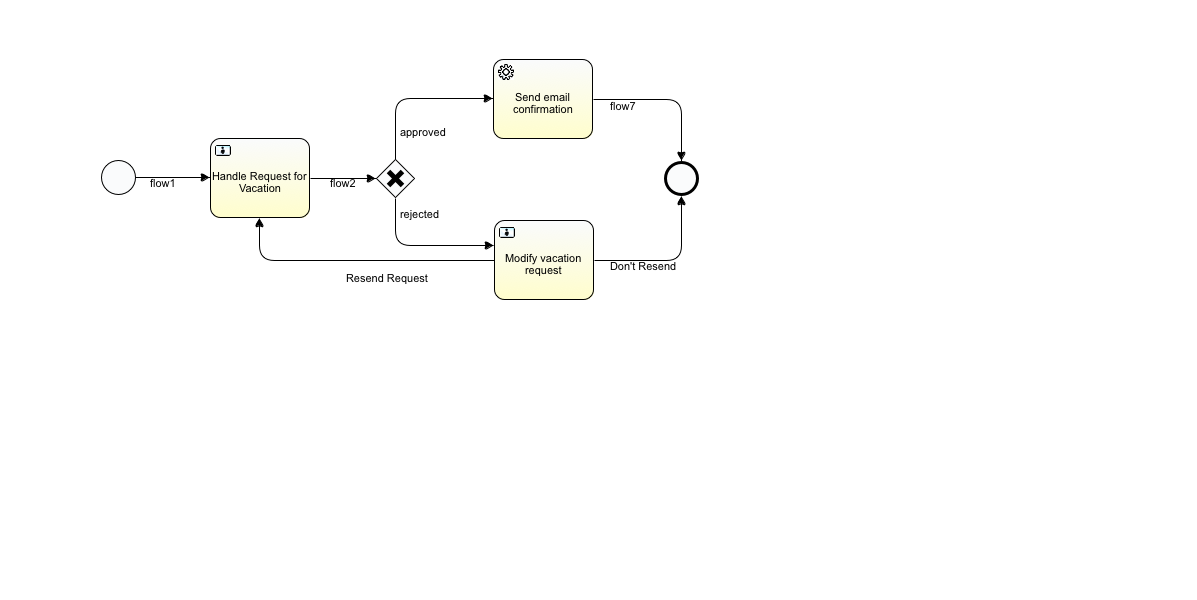 Send email
confirmation
flow7
approved
Handle Request for
Vacation
flow1
flow2
rejected
Modify vacation
request
Don't Resend
Resend Request